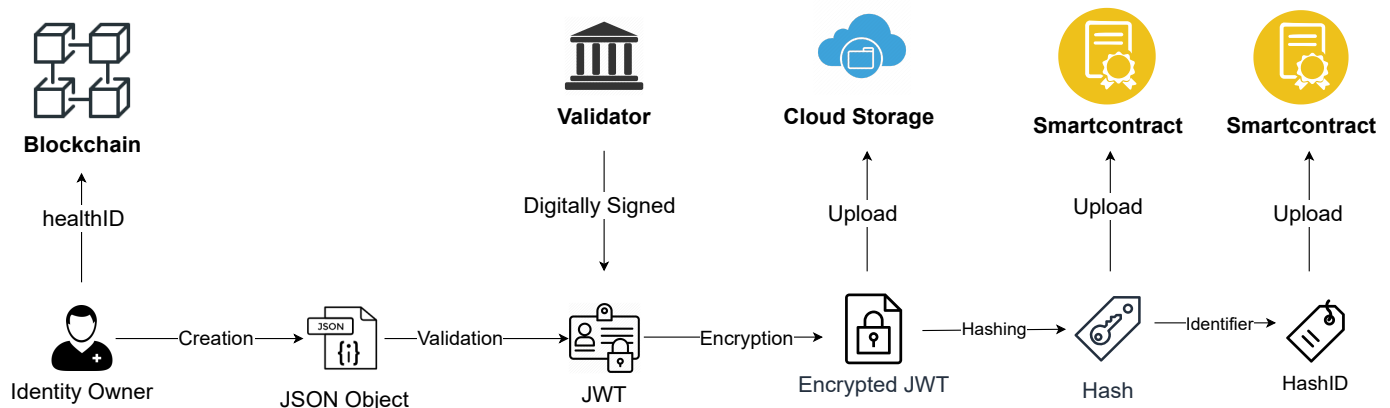 Blockchain
Validator
Cloud Storage
Smartcontract
Smartcontract
healthID
Digitally Signed
Upload
Upload
Upload
Creation
JSON
{i}
Validation
Encryption
Hashing
Identifier
Identity Owner
JSON Object
JWT
Encrypted JWT
Hash
HashID